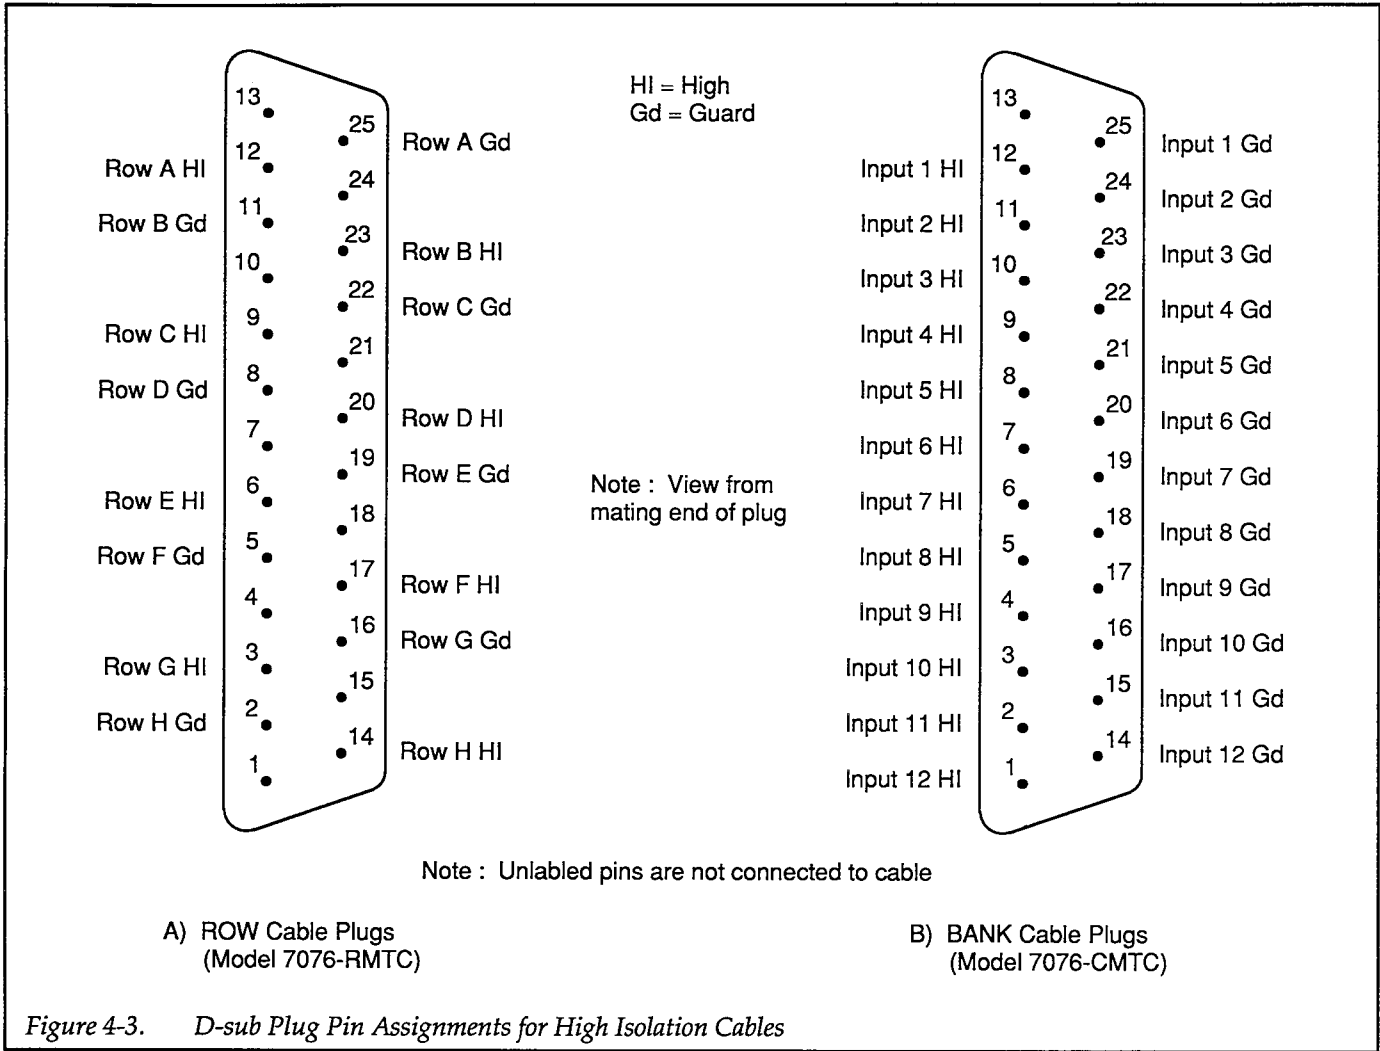 HI = High
Gd = Guard
13
25
Row A Gd
Row A HI
12
24
Row B Gd
11
23
Row B HI
10
22
Row C Gd
Row C HI
9
21
Row D Gd
8
20
Row D HI
7
19
Row E Gd
Row E HI
6
18
Row F Gd
5
17
Row F HI
4
16
Row G Gd
Row G HI
3
15
Row H Gd
2
14
Row H HI
1
Note : View from
mating end of plug
13
25
Input 1 Gd
Input 1 HI
12
24
Input 2 Gd
Input 2 HI
11
23
Input 3 Gd
Input 3 HI
10
22
Input 4 Gd
Input 4 HI
9
21
Input 5 Gd
Input 5 HI
8
20
Input 6 Gd
Input 6 HI
7
19
Input 7 Gd
Input 7 HI
6
18
Input 8 Gd
Input 8 HI
5
17
Input 9 Gd
Input 9 HI
4
16
Input 10 Gd
Input 10 HI
3
15
Input 11 Gd
Input 11 HI
2
14
Input 12 Gd
Input 12 HI
1
Note : Unlabled pins are not connected to cable
A) ROW Cable Plugs
(Model 7076-RMTC)
B) BANK Cable Plugs
(Model 7076-CMTC)
Figure 4-3. D-sub Plug Pin Assignments for High Isolation Cables